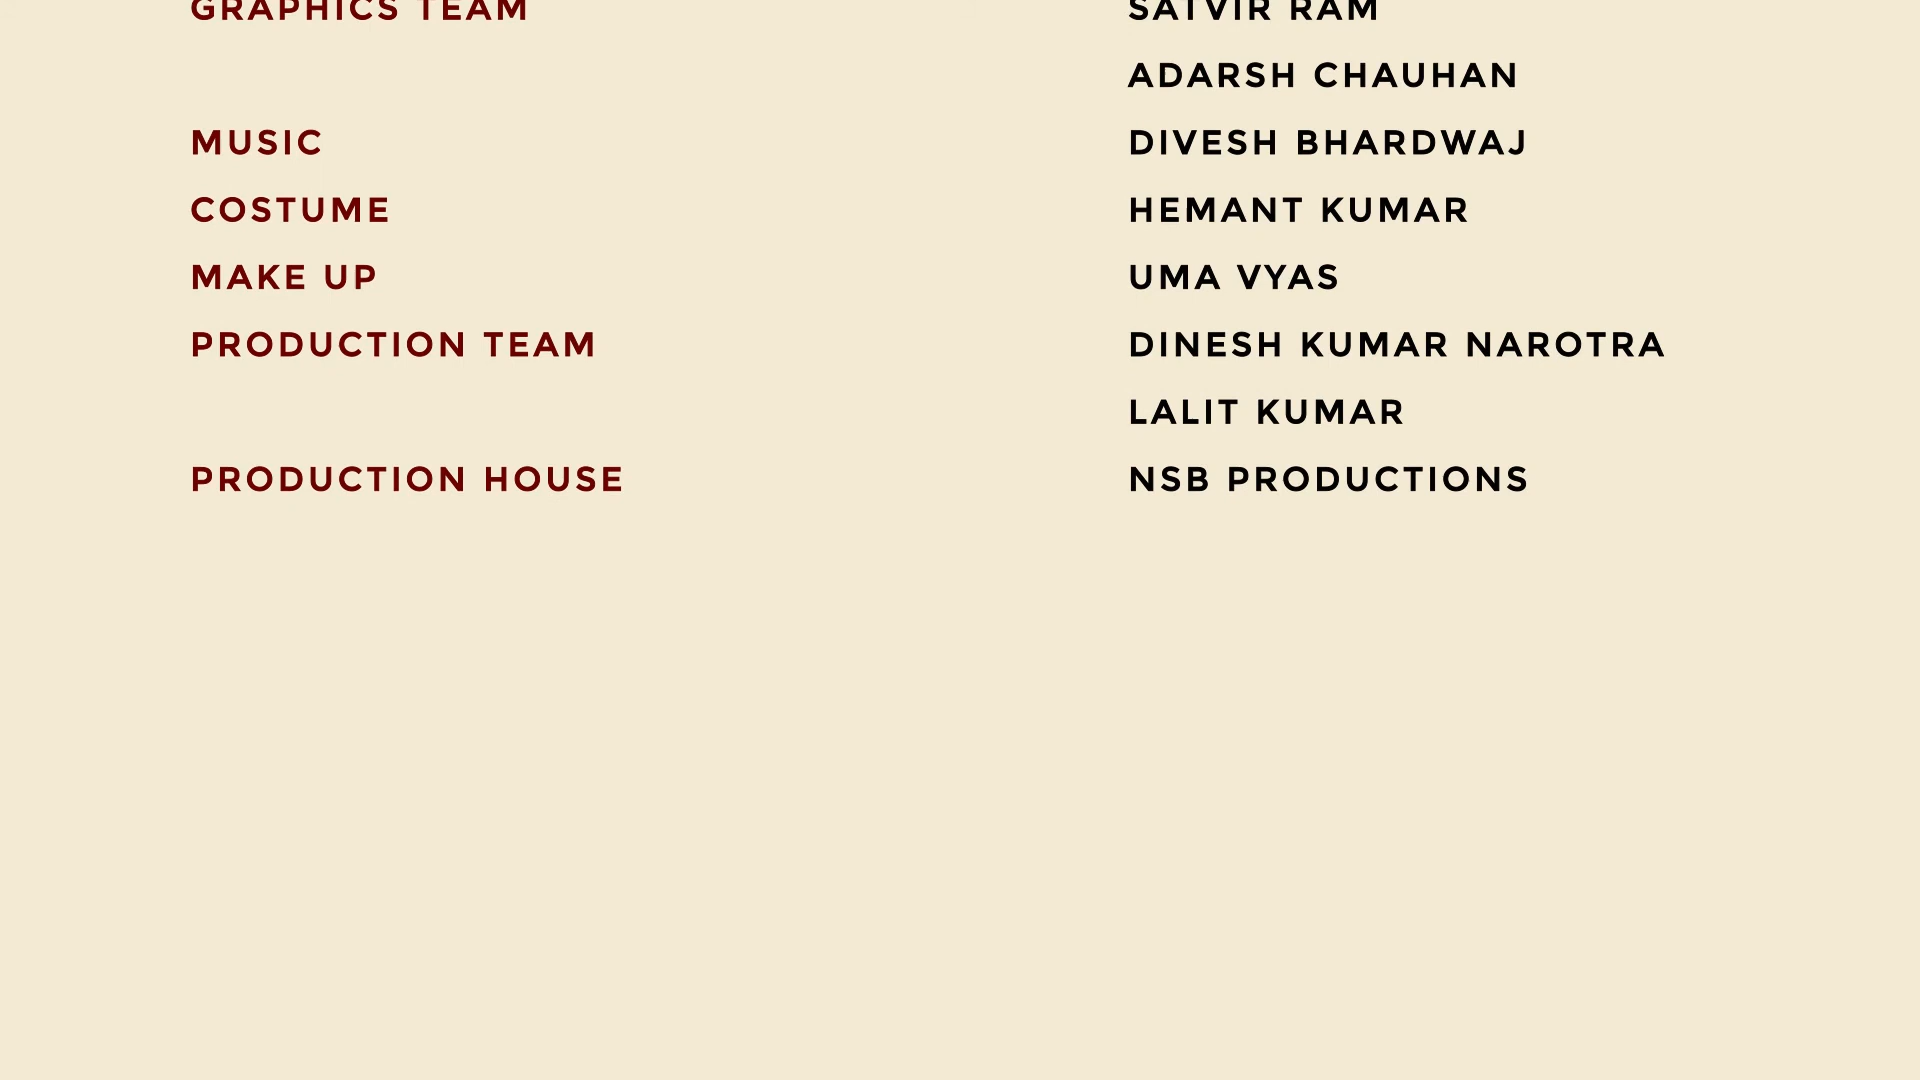 GRAPHICS TEAM SATVIR RAM
ADARSH CHAUHAN
MUSIC DIVESH BHARDWAJ
COSTUME HEMANT KUMAR
MAKE UP UMA VYAS
PRODUCTION TEAM DINESH KUMAR NAROTRA
LALIT KUMAR
PRODUCTION HOUSE NSB PRODUCTIONS